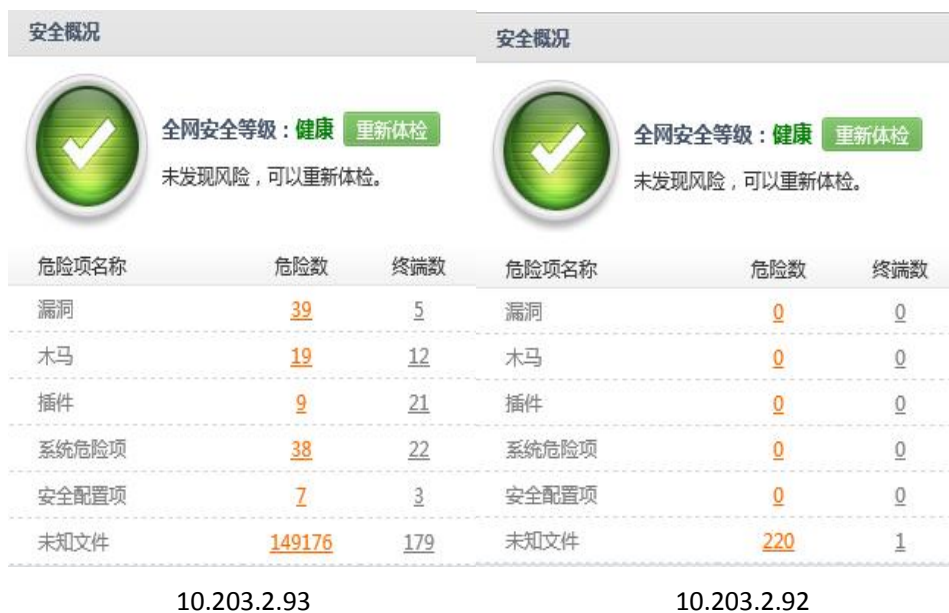 安全概况
全网安全等级：健康 重新体检
未发现风险，可以重新体检。
危险项名称 危险数 终端数
漏洞 39 5
木马 19 12
插件 9 21
系统危险项 38 22
安全配置项 7 3
未知文件 149176 179
10.203.2.93
安全概况
全网安全等级：健康 重新体检
未发现风险，可以重新体检。
危险项名称 危险数 终端数
漏洞 0 0
木马 0 0
插件 0 0
系统危险项 0 0
安全配置项 0 0
未知文件 220 1
10.203.2.92